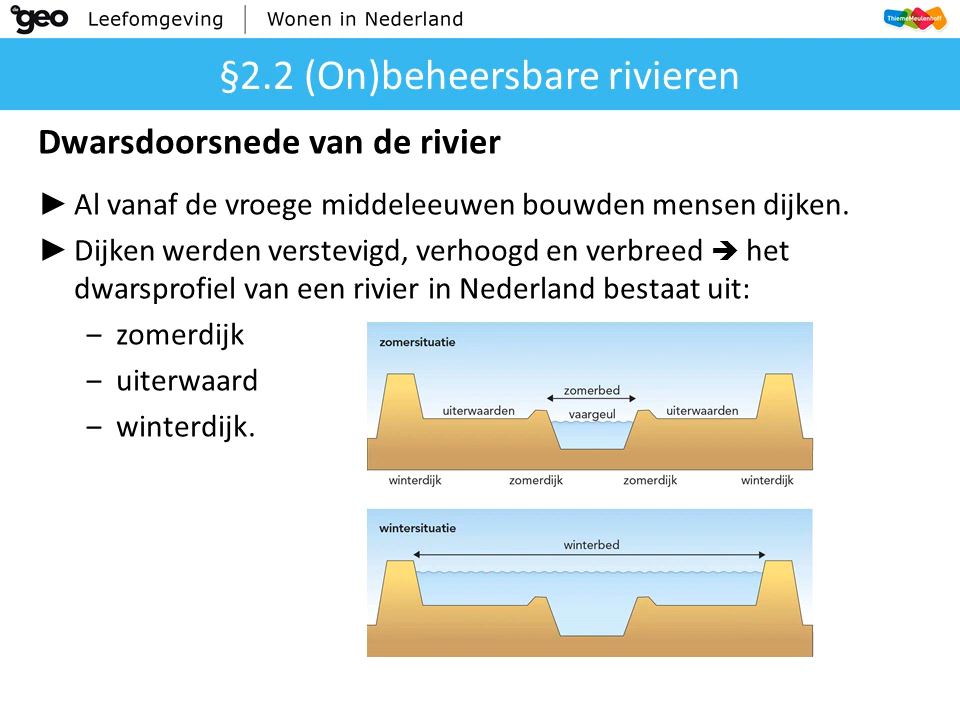 de geo Leefomgeving Wonen in Nederland ThiemeMeulenhoff
§2.2 (On)beheersbare rivieren
Dwarsdoorsnede van de rivier
► Al vanaf de vroege middeleeuwen bouwden mensen dijken.
► Dijken werden verstevigd, verhoogd en verbreed ➔ het
dwarsprofiel van een rivier in Nederland bestaat uit:
– zomerdijk
– uiterwaard
– winterdijk.
zomersituatie
zomerbed
uiterwaarden vaargeul uiterwaarden
winterdijk zomerdijk zomerdijk winterdijk
wintersituatie
winterbed